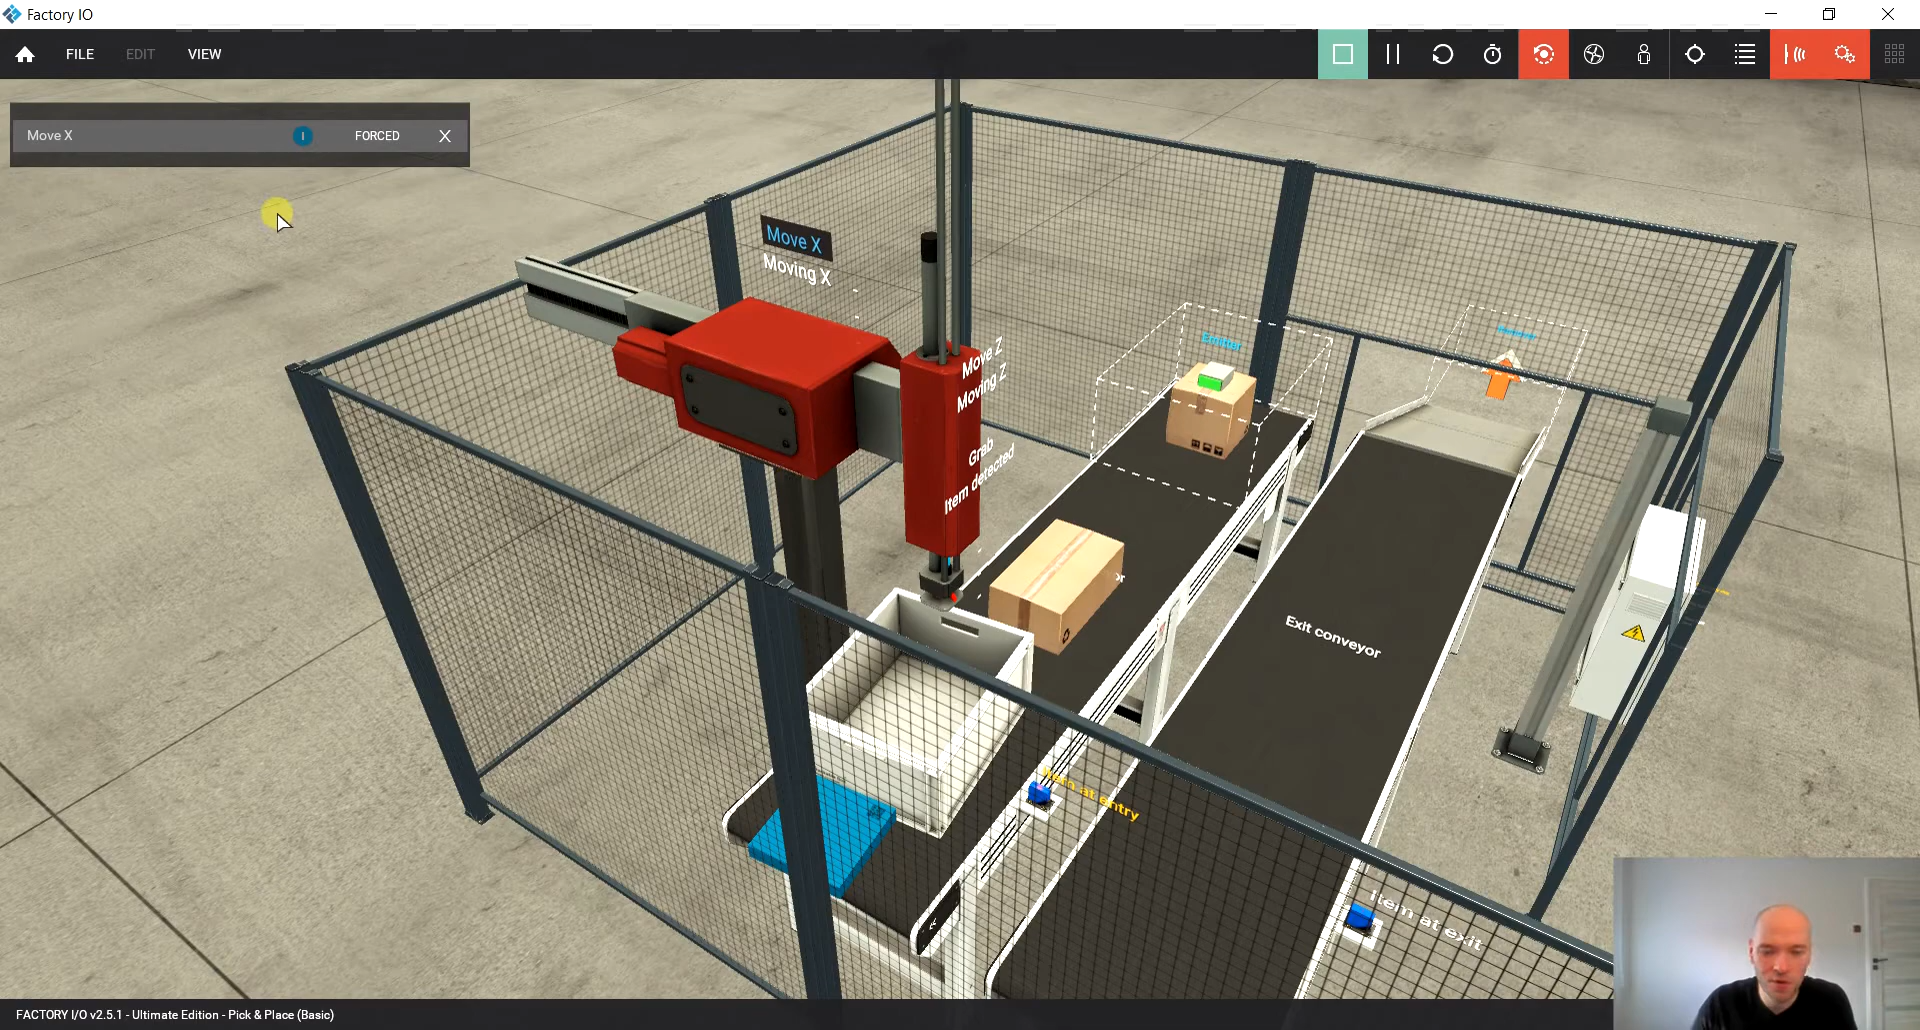 Factory IO
FILE
EDIT
VIEW
Move X
I
FORCED
X
Move X
Moving X
Move Z
Moving Z
Grab
Item detected
Emitter
Exit conveyor
Item at entry
Item at exit
FACTORY I/O v2.5.1 - Ultimate Edition - Pick & Place (Basic)